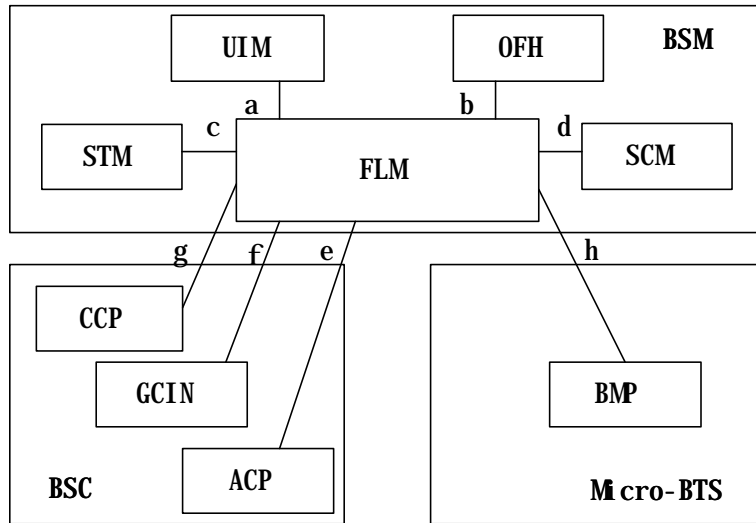 UIM OFH BSM
a b
c d
STM FLM SCM
g f e h
CCP
GCIN BMP
ACP
BSC Micro-BTS